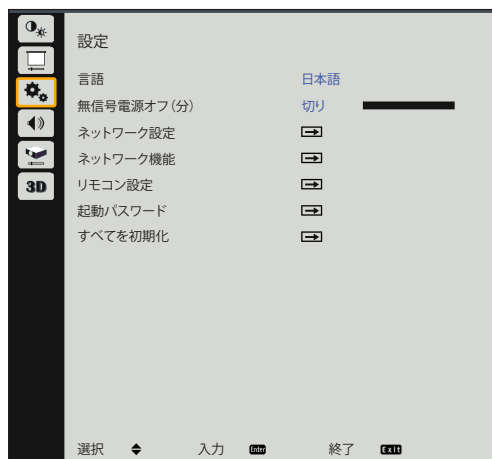 設定
言語 日本語
無信号電源オフ(分) 切り
ネットワーク設定
ネットワーク機能
リモコン設定
3D
起動パスワード
すべてを初期化
選択 入力 Enter 終了 Exit